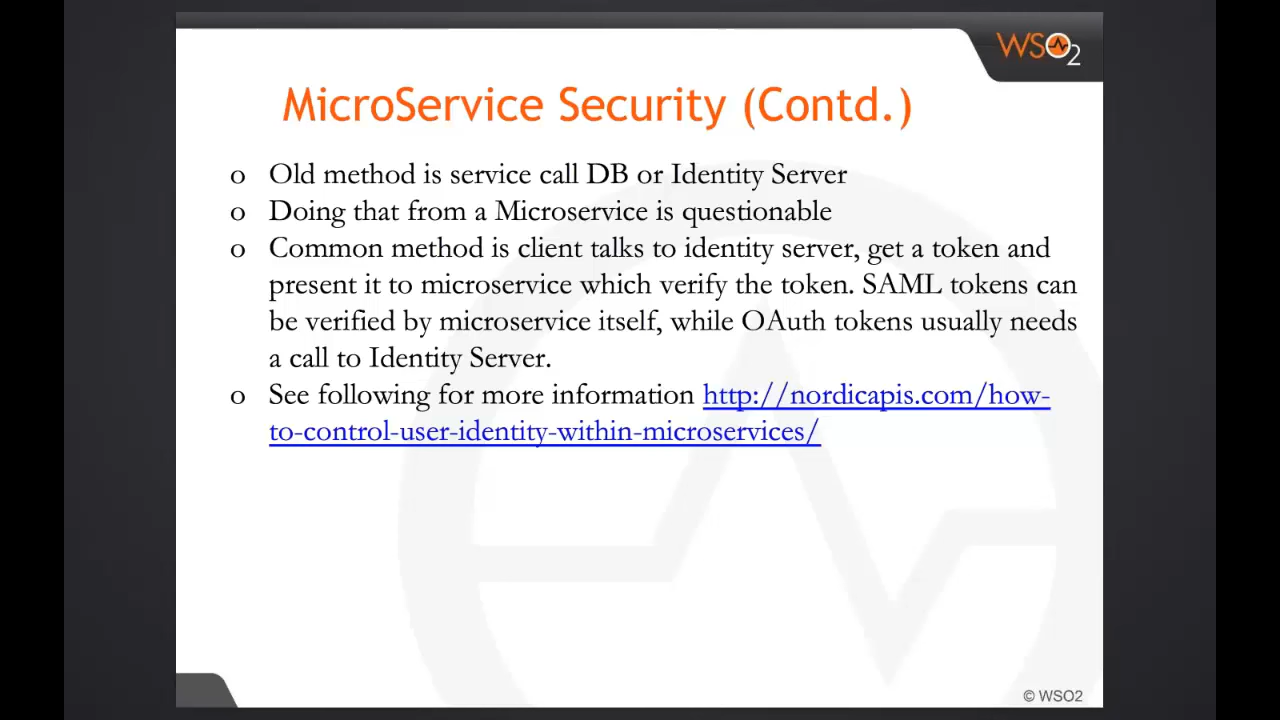 WSO2
MicroService Security (Contd.)
o Old method is service call DB or Identity Server
o Doing that from a Microservice is questionable
o Common method is client talks to identity server, get a token and
present it to microservice which verify the token. SAML tokens can
be verified by microservice itself, while OAuth tokens usually needs
a call to Identity Server.
o See following for more information http://nordicapis.com/how-
to-control-user-identity-within-microservices/
© WSO2